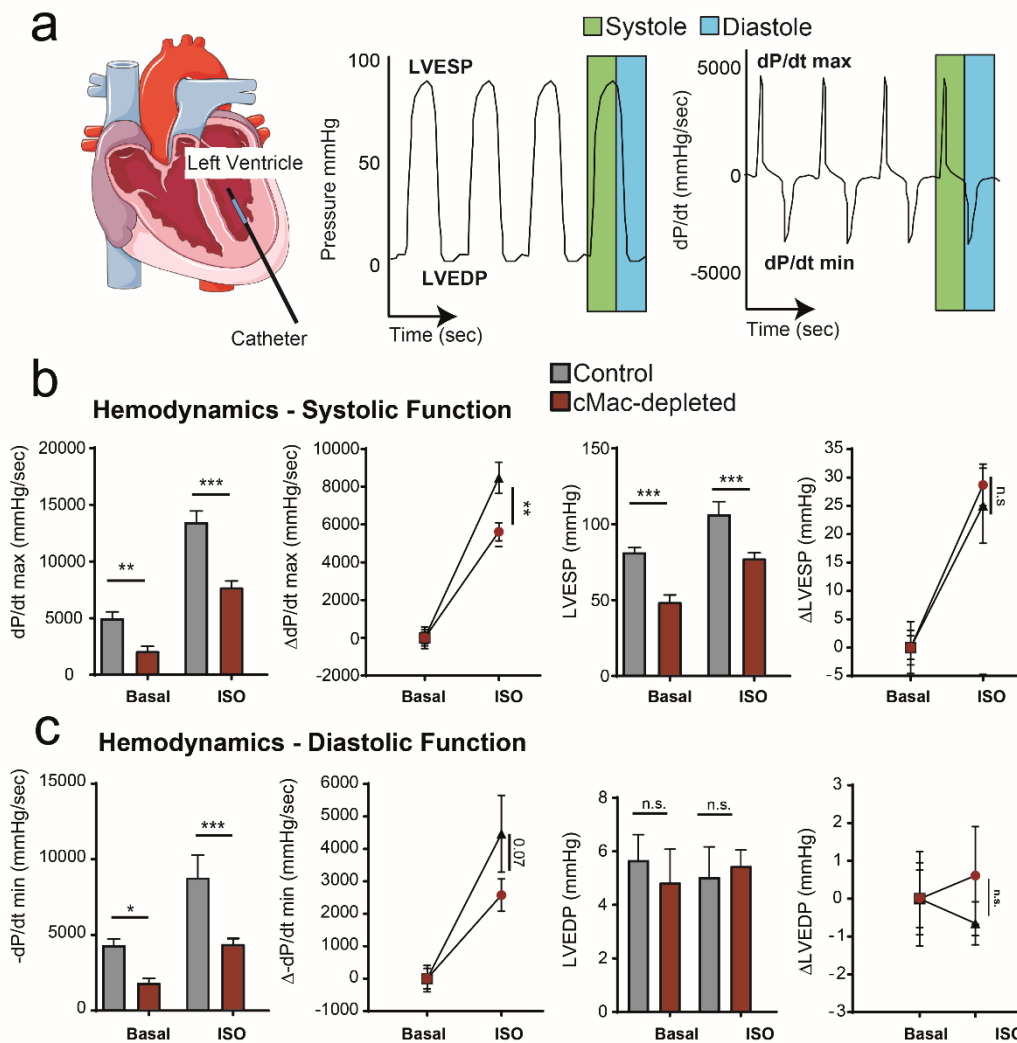 a
Systole
Diastole
Left Ventricle
Catheter
Pressure mmHg
100
50
0
LVESP
LVEDP
Time (sec)
dP/dt (mmHg/sec)
5000
0
-5000
dP/dt max
dP/dt min
Time (sec)
b
Hemodynamics - Systolic Function
Control
cMac-depleted
dP/dt max (mmHg/sec)
20000
15000
10000
5000
0
**
***
Basal
ISO
ΔdP/dt max (mmHg/sec)
10000
8000
6000
4000
2000
0
-2000
**
Basal
ISO
LVESP (mmHg)
150
100
50
0
***
***
Basal
ISO
ΔLVESP (mmHg)
35
30
25
20
15
10
5
0
-5
n.s
Basal
ISO
c
Hemodynamics - Diastolic Function
-dP/dt min (mmHg/sec)
15000
10000
5000
0
*
***
Basal
ISO
Δ-dP/dt min (mmHg/sec)
6000
5000
4000
3000
2000
1000
0
-1000
0.07
Basal
ISO
LVEDP (mmHg)
8
6
4
2
0
n.s.
n.s.
Basal
ISO
ΔLVEDP (mmHg)
3
2
1
0
-1
-2
-3
n.s.
Basal
ISO